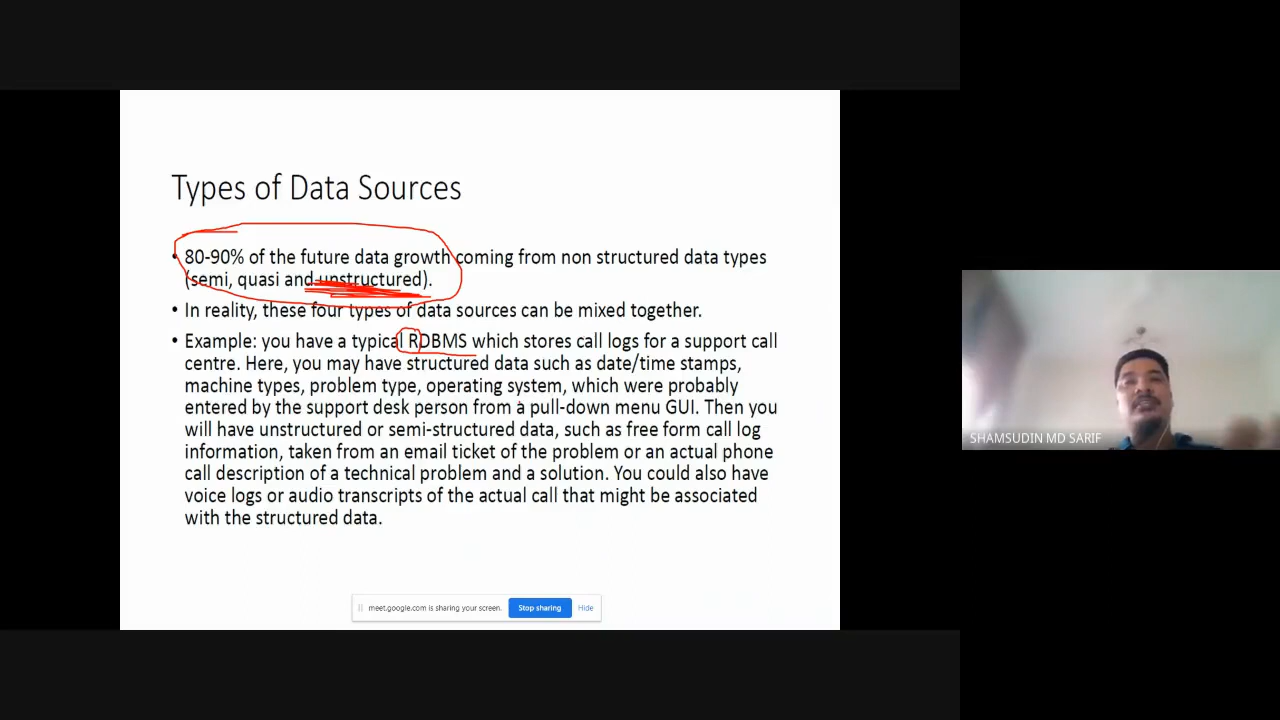 Types of Data Sources
• 80-90% of the future data growth coming from non structured data types
(semi, quasi and unstructured).
• In reality, these four types of data sources can be mixed together.
• Example: you have a typical RDBMS which stores call logs for a support call
centre. Here, you may have structured data such as date/time stamps,
machine types, problem type, operating system, which were probably
entered by the support desk person from a pull-down menu GUI. Then you
will have unstructured or semi-structured data, such as free form call log
information, taken from an email ticket of the problem or an actual phone
call description of a technical problem and a solution. You could also have
voice logs or audio transcripts of the actual call that might be associated
with the structured data.
meet.google.com is sharing your screen. Stop sharing Hide
SHAMSUDIN MD SARIF